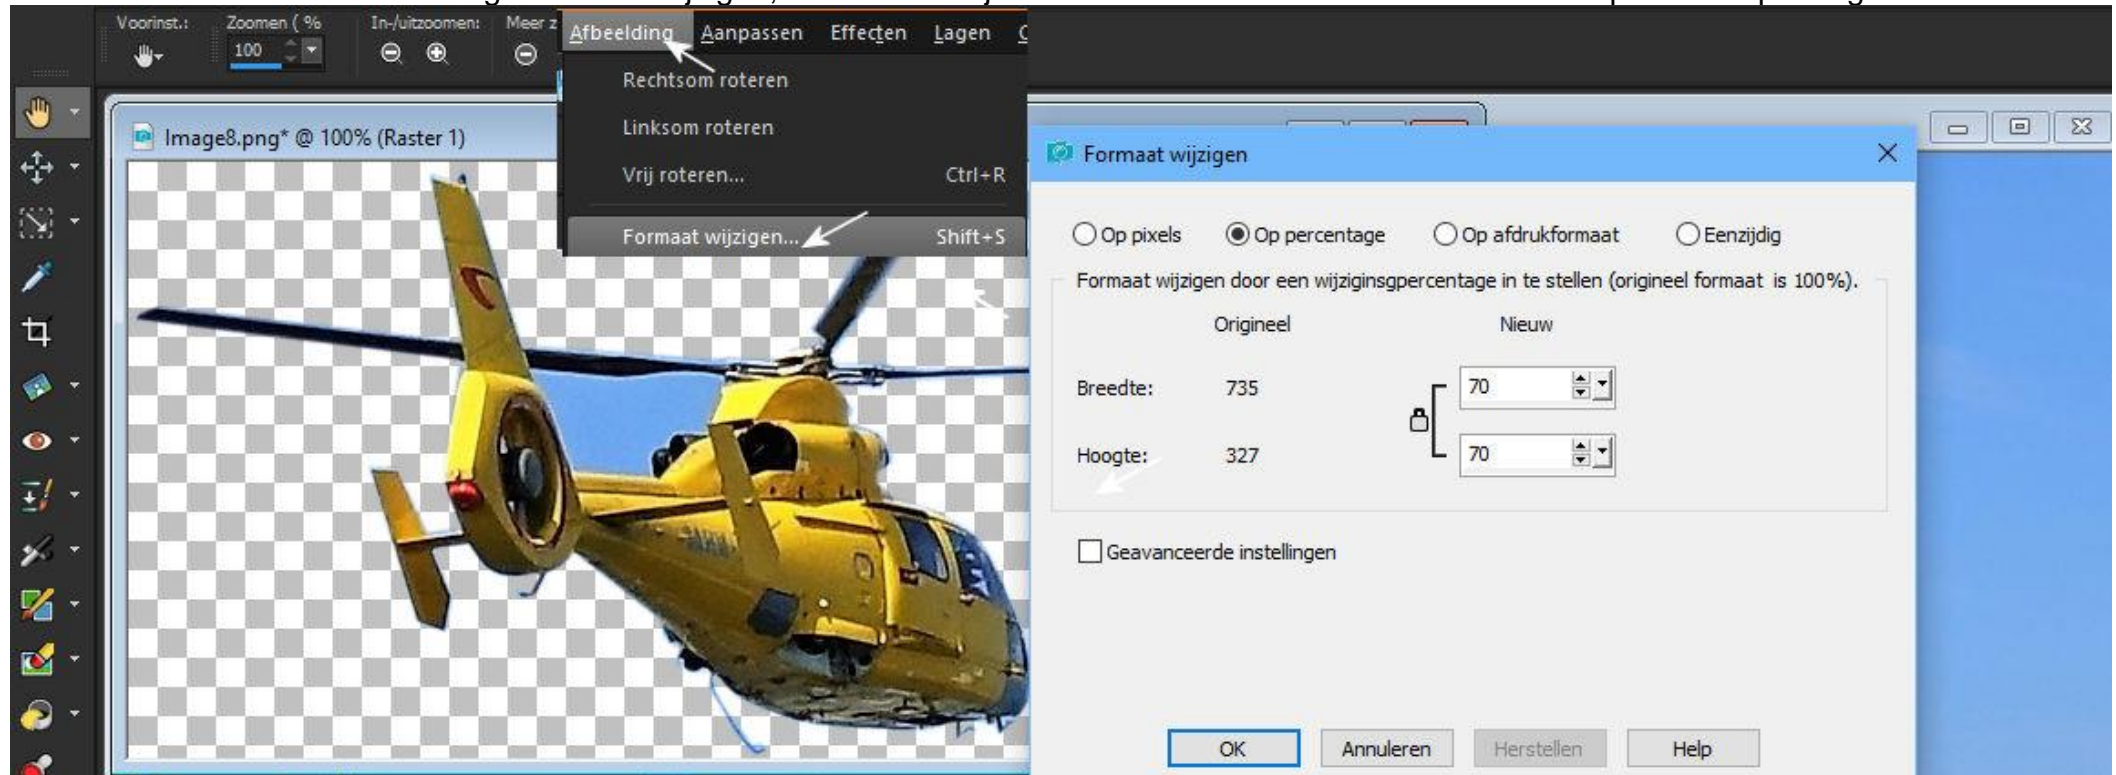 Voorinst.: Zoomen ( % In-/uitzoomen: Meer z
100
Afbeelding Aanpassen Effecten Lagen
Rechtsom roteren
Linksom roteren
Vrij roteren... Ctrl+R
Formaat wijzigen... Shift+S
Image8.png* @ 100% (Raster 1)
Formaat wijzigen
Op pixels Op percentage Op afdrukformaat Eenzijdig
Formaat wijzigen door een wijziginsgpercentage in te stellen (origineel formaat is 100%).
Origineel Nieuw
Breedte: 735 70
Hoogte: 327 70
Geavanceerde instellingen
OK Annuleren Herstellen Help